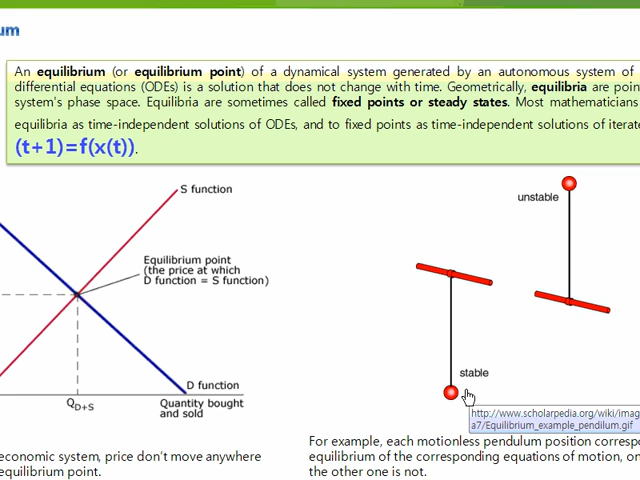 um
An equilibrium (or equilibrium point) of a dynamical system generated by an autonomous system of
differential equations (ODEs) is a solution that does not change with time. Geometrically, equilibria are poin
system's phase space. Equilibria are sometimes called fixed points or steady states. Most mathematicians
equilibria as time-independent solutions of ODEs, and to fixed points as time-independent solutions of iterate
(t+1)=f(x(t)).
S function
Equilibrium point
(the price at which
D function = S function)
D function
QD+S
Quantity bought
and sold
economic system, price don't move anywhere
equilibrium point.
unstable
stable
http://www.scholarpedia.org/wiki/imag
a7/Equilibrium_example_pendilum.gif
For example, each motionless pendulum position correspo
equilibrium of the corresponding equations of motion, on
the other one is not.